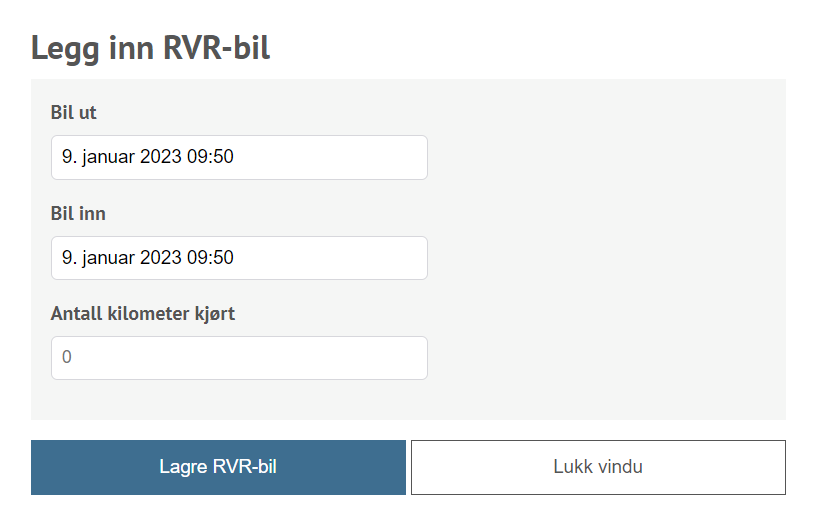 Legg inn RVR-bil
Bil ut
9. januar 2023 09:50
Bil inn
9. januar 2023 09:50
Antall kilometer kjørt
0
Lagre RVR-bil
Lukk vindu